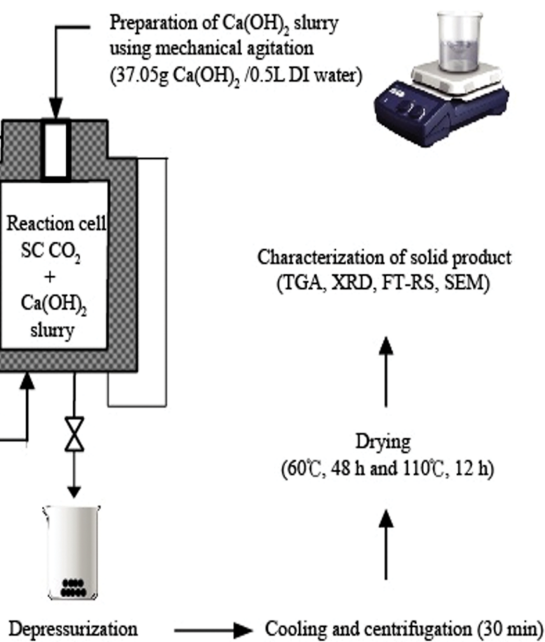 Preparation of Ca(OH)₂ slurry
using mechanical agitation
(37.05g Ca(OH)₂ /0.5L DI water)
Reaction cell
SC CO₂
+
Ca(OH)₂
slurry
Characterization of solid product
(TGA, XRD, FT-RS, SEM)
Drying
(60℃, 48 h and 110℃, 12 h)
Depressurization
Cooling and centrifugation (30 min)